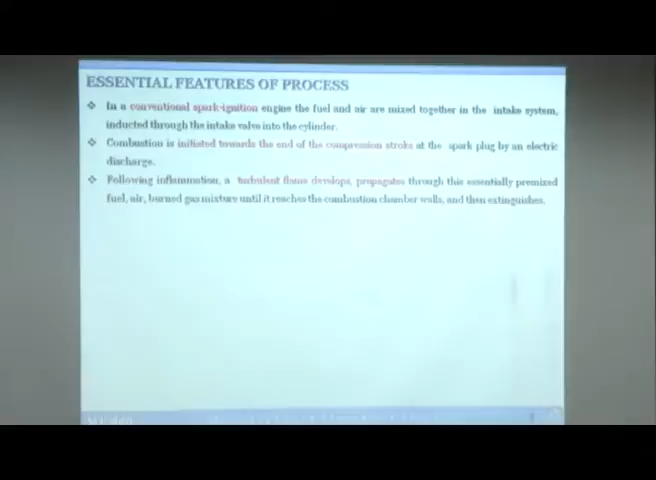 ESSENTIAL FEATURES OF PROCESS
❖ In a conventional spark-ignition engine the fuel and air are mixed together in the intake system,
inducted through the intake valve into the cylinder.
❖ Combustion is initiated towards the end of the compression stroke at the spark plug by an electric
discharge.
❖ Following inflammation, a turbulent flame develops, propagates through this essentially premixed
fuel, air, burned gas mixture until it reaches the combustion chamber walls, and then extinguishes.